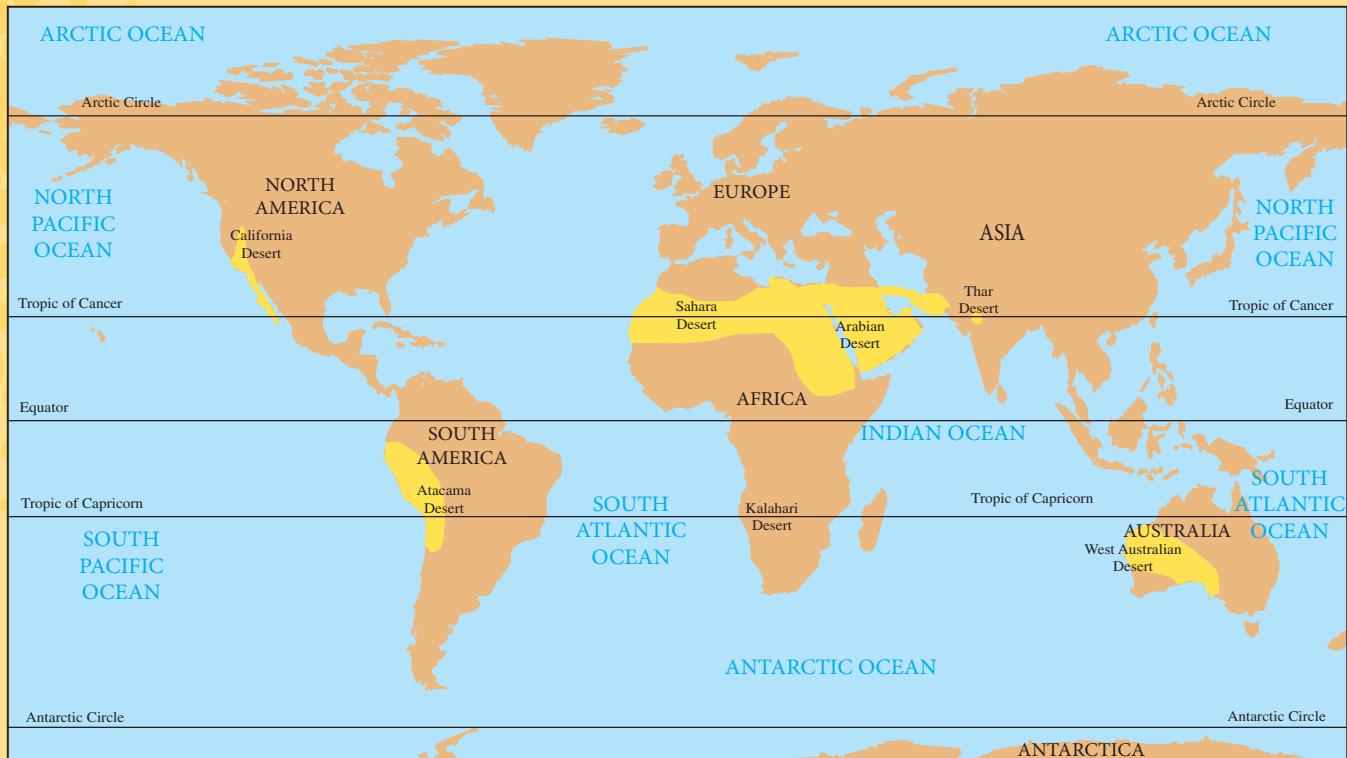 ARCTIC OCEAN
ARCTIC OCEAN
Arctic Circle
Arctic Circle
NORTH
PACIFIC
OCEAN
NORTH
AMERICA
California
Desert
EUROPE
ASIA
NORTH
PACIFIC
OCEAN
Tropic of Cancer
Tropic of Cancer
Sahara
Desert
Arabian
Desert
Thar
Desert
AFRICA
Equator
Equator
INDIAN OCEAN
SOUTH
AMERICA
Atacama
Desert
Tropic of Capricorn
Tropic of Capricorn
SOUTH
ATLANTIC
OCEAN
Kalahari
Desert
SOUTH
ATLANTIC
OCEAN
AUSTRALIA
West Australian
Desert
SOUTH
PACIFIC
OCEAN
ANTARCTIC OCEAN
Antarctic Circle
Antarctic Circle
ANTARCTICA